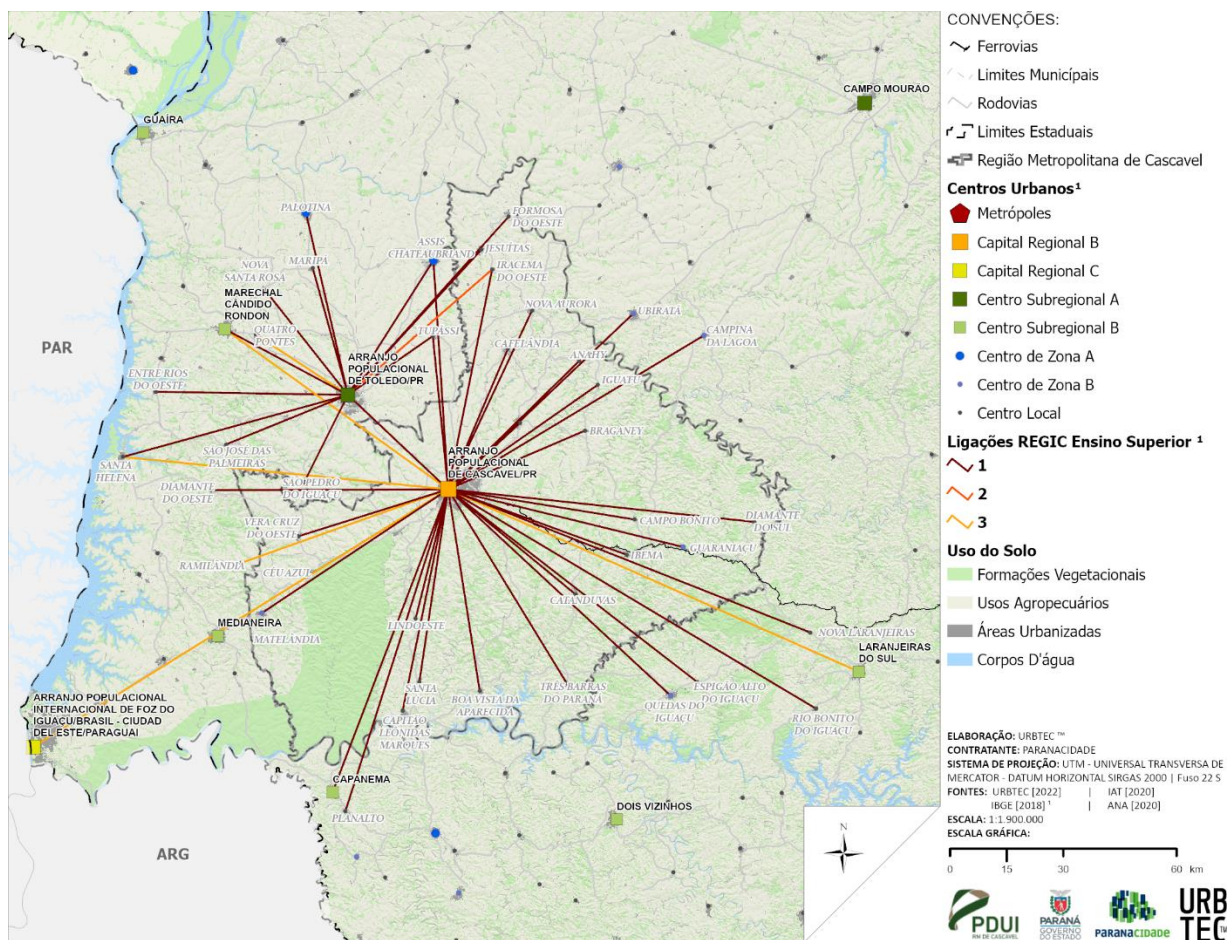 CAMPO MOURÃO
GUAÍRA
PALOTINA
FORMOSA
DO OESTE
ASSIS
CHATEAUBRIAND
JESUÍTAS
IRACEMA
DO OESTE
MARIPÁ
NOVA
SANTA ROSA
MARECHAL
CÂNDIDO
RONDON
QUATRO
PONTES
NOVA AURORA
UBIRATÃ
TUPÃSSI
CAFELÂNDIA
CAMPINA
DA LAGOA
ANAHY
PAR
ARRANJO
POPULACIONAL
DE TOLEDO/PR
ENTRE RIOS
DO OESTE
IGUATU
BRAGANEY
SÃO JOSÉ DAS
PALMEIRAS
SANTA
HELENA
ARRANJO
POPULACIONAL
DE CASCAVEL/PR
SÃO PEDRO
DO IGUAÇU
DIAMANTE
DO OESTE
VERA CRUZ
DO OESTE
CAMPO BONITO
DIAMANTE
DO SUL
GUARANIAÇU
IBEMA
RAMILÂNDIA
CÉU AZUL
CATANDUVAS
MEDIANEIRA
MATELÂNDIA
LINDOESTE
NOVA LARANJEIRAS
LARANJEIRAS
DO SUL
ARRANJO POPULACIONAL
INTERNACIONAL DE FOZ DO
IGUAÇU/BRASIL - CIUDAD
DEL ESTE/PARAGUAI
SANTA
LÚCIA
BOA VISTA DA
APARECIDA
TRÊS BARRAS
DO PARANÁ
ESPIGÃO ALTO
DO IGUAÇU
QUEDAS DO
IGUAÇU
RIO BONITO
DO IGUAÇU
CAPITÃO
LEÔNIDAS
MARQUES
CAPANEMA
PLANALTO
DOIS VIZINHOS
ARG
N
CONVENÇÕES:
Ferrovias
Limites Municípais
Rodovias
Limites Estaduais
Região Metropolitana de Cascavel
Centros Urbanos¹
Metrópoles
Capital Regional B
Capital Regional C
Centro Subregional A
Centro Subregional B
Centro de Zona A
Centro de Zona B
Centro Local
Ligações REGIC Ensino Superior ¹
1
2
3
Uso do Solo
Formações Vegetacionais
Usos Agropecuários
Áreas Urbanizadas
Corpos D'água
ELABORAÇÃO: URBTEC ™
CONTRATANTE: PARANACIDADE
SISTEMA DE PROJEÇÃO: UTM - UNIVERSAL TRANSVERSA DE
MERCATOR - DATUM HORIZONTAL SIRGAS 2000 | Fuso 22 S
FONTES: URBTEC [2022] | IAT [2020]
IBGE [2018] ¹ | ANA [2020]
ESCALA: 1:1.900.000
ESCALA GRÁFICA:
0 15 30 60 km
PDUI
RM DE CASCAVEL
PARANÁ
GOVERNO
DO ESTADO
PARANACIDADE
URB
TEC™